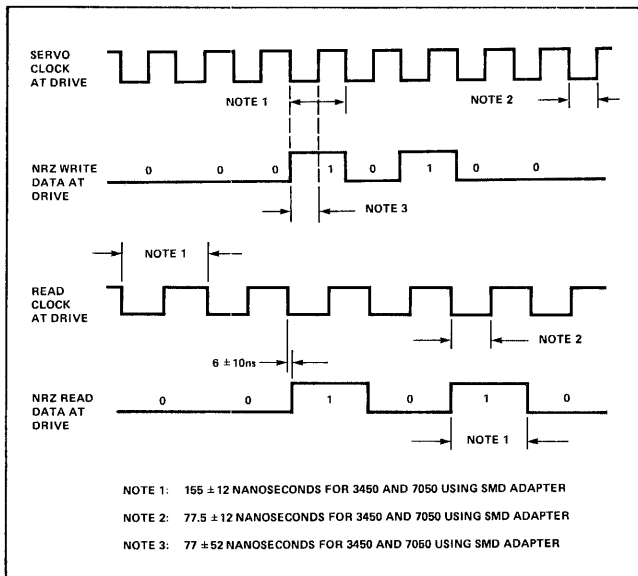 SERVO
CLOCK
AT DRIVE
NOTE 1
NOTE 2
NRZ WRITE
DATA AT
DRIVE
0 0 0 1 0 1 0 0
NOTE 3
NOTE 1
READ
CLOCK
AT DRIVE
NOTE 2
6 ± 10ns
NRZ READ
DATA AT
DRIVE
0 0 1 0 1 0
NOTE 1
NOTE 1: 155 ± 12 NANOSECONDS FOR 3450 AND 7050 USING SMD ADAPTER
NOTE 2: 77.5 ± 12 NANOSECONDS FOR 3450 AND 7050 USING SMD ADAPTER
NOTE 3: 77 ± 52 NANOSECONDS FOR 3450 AND 7050 USING SMD ADAPTER